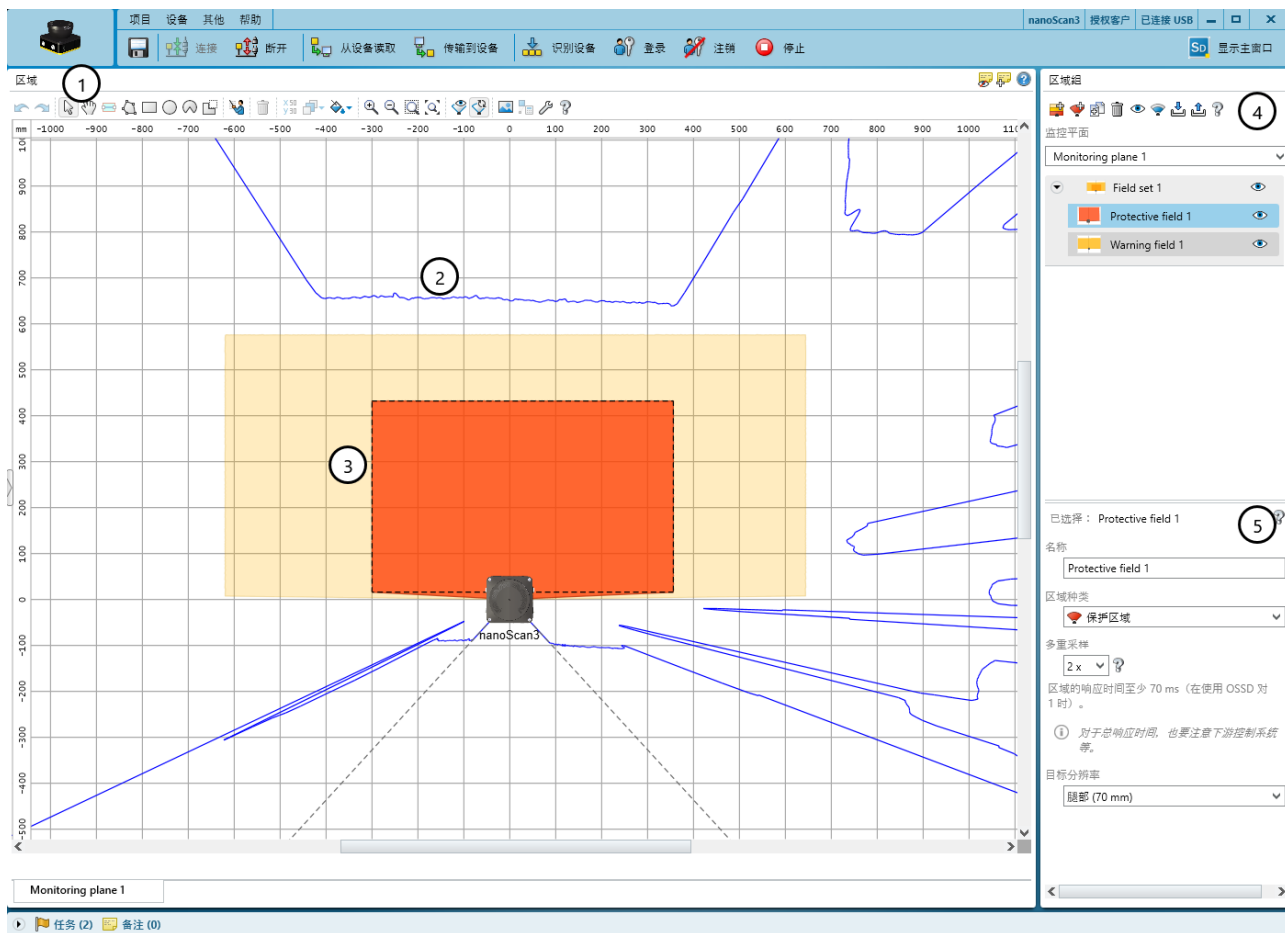 项目 设备 其他 帮助
nanoScan3 授权客户 已连接 USB
连接 断开 从设备读取 传输到设备 识别设备 登录 注销 停止
SD 显示主窗口
区域
1
mm -1000 -900 -800 -700 -600 -500 -400 -300 -200 -100 0 100 200 300 400 500 600 700 800 900 1000
900
800
700
600
500
400
300
200
100
0
-100
-200
-300
-400
-500
2
3
nanoScan3
Monitoring plane 1
区域组
4
监控平面
Monitoring plane 1
Field set 1
Protective field 1
Warning field 1
已选择： Protective field 1
5
名称
Protective field 1
区域种类
保护区域
多重采样
2 x
区域的响应时间至少 70 ms（在使用 OSSD 对
1 时）。
对于总响应时间，也要注意下游控制系统
等。
目标分辨率
腿部 (70 mm)
任务 (2) 备注 (0)